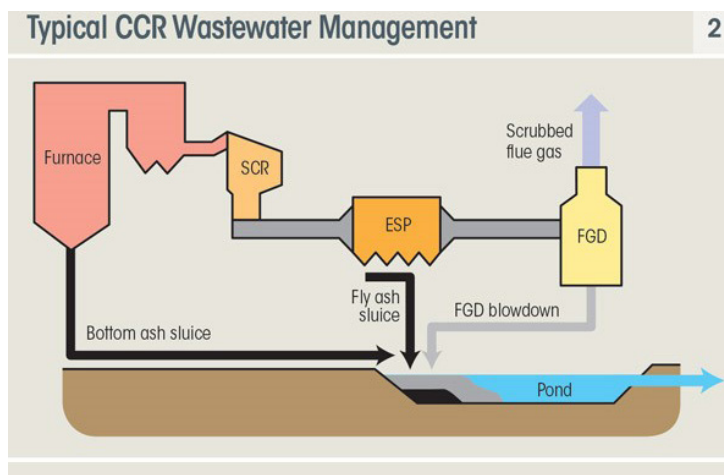 Typical CCR Wastewater Management
2
Scrubbed
flue gas
Furnace
SCR
ESP
FGD
Fly ash
sluice
FGD blowdown
Bottom ash sluice
Pond